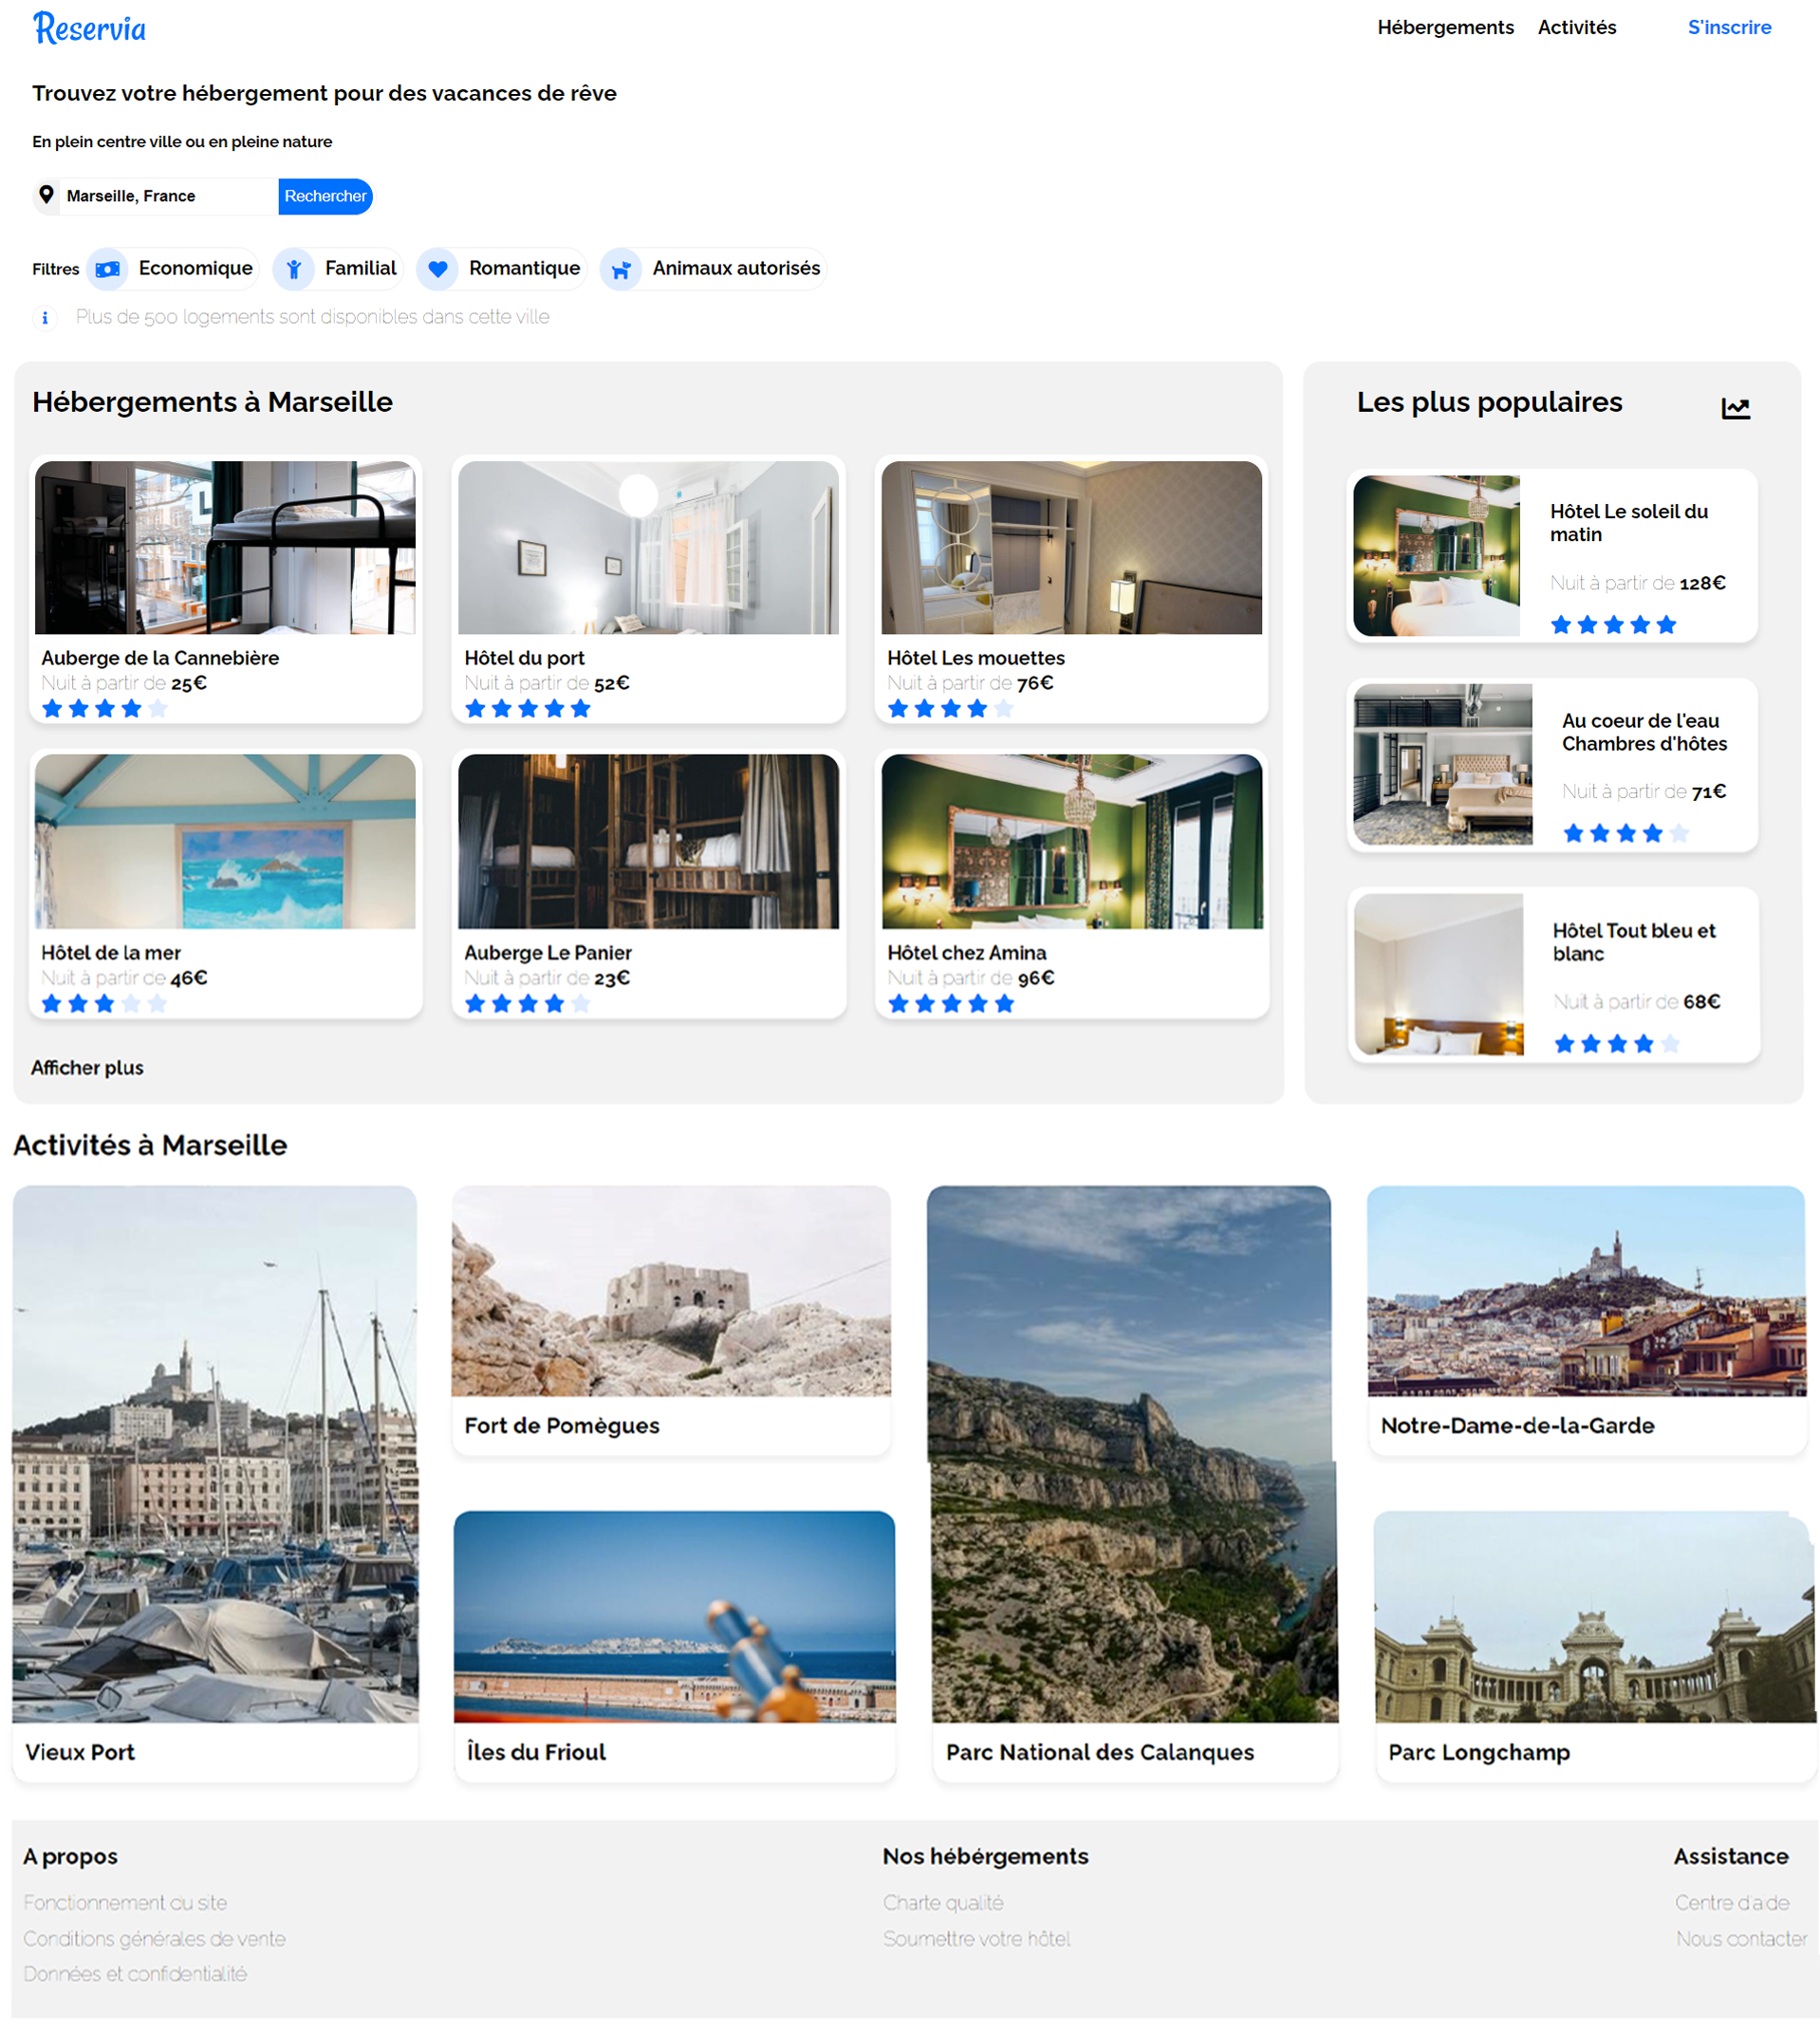 Reservia
Hébergements
Activités
S'inscrire
Trouvez votre hébergement pour des vacances de rêve
En plein centre ville ou en pleine nature
Marseille, France
Rechercher
Filtres
Economique
Familial
Romantique
Animaux autorisés
Plus de 500 logements sont disponibles dans cette ville
Hébergements à Marseille
Auberge de la Cannebière
Nuit à partir de 25€
Hôtel du port
Nuit à partir de 52€
Hôtel Les mouettes
Nuit à partir de 76€
Hôtel de la mer
Nuit à partir de 46€
Auberge Le Panier
Nuit à partir de 23€
Hôtel chez Amina
Nuit à partir de 96€
Afficher plus
Les plus populaires
Hôtel Le soleil du
matin
Nuit à partir de 128€
Au coeur de l'eau
Chambres d'hôtes
Nuit à partir de 71€
Hôtel Tout bleu et
blanc
Nuit à partir de 68€
Activités à Marseille
Vieux Port
Fort de Pomègues
Îles du Frioul
Parc National des Calanques
Notre-Dame-de-la-Garde
Parc Longchamp
A propos
Fonctionnement du site
Conditions générales de vente
Données et confidentialité
Nos hébérgements
Charte qualité
Soumettre votre hôtel
Assistance
Centre d'aide
Nous contacter